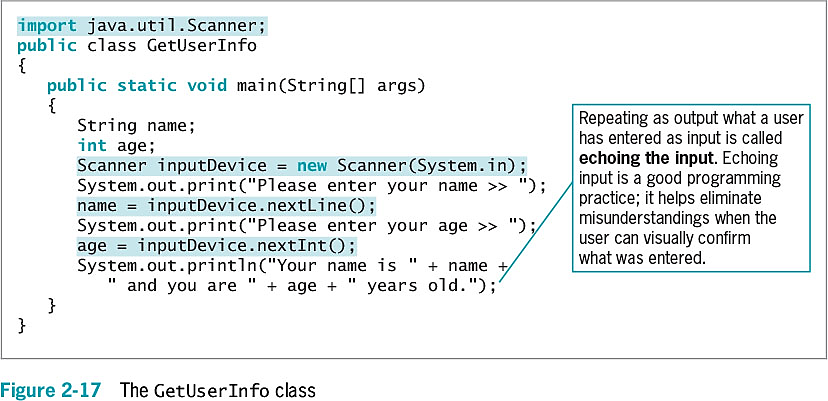 import java.util.Scanner;
public class GetUserInfo
{
public static void main(String[] args)
{
String name;
int age;
Scanner inputDevice = new Scanner(System.in);
System.out.print("Please enter your name >> ");
name = inputDevice.nextLine();
System.out.print("Please enter your age >> ");
age = inputDevice.nextInt();
System.out.println("Your name is " + name +
" and you are " + age + " years old.");
}
}
Repeating as output what a user
has entered as input is called
echoing the input. Echoing
input is a good programming
practice; it helps eliminate
misunderstandings when the
user can visually confirm
what was entered.
Figure 2-17 The GetUserInfo class